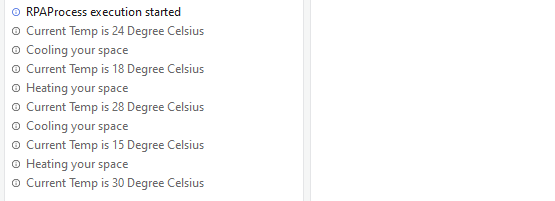 RPAProcess execution started
Current Temp is 24 Degree Celsius
Cooling your space
Current Temp is 18 Degree Celsius
Heating your space
Current Temp is 28 Degree Celsius
Cooling your space
Current Temp is 15 Degree Celsius
Heating your space
Current Temp is 30 Degree Celsius